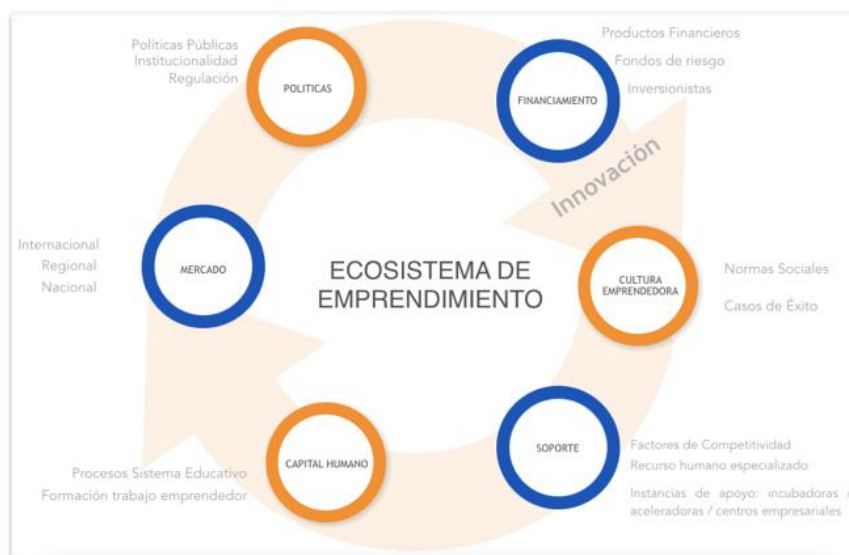 Políticas Públicas
Institucionalidad
Regulación
POLITICAS
Productos Financieros
Fondos de riesgo
Inversionistas
FINANCIAMIENTO
Innovación
Internacional
Regional
Nacional
MERCADO
ECOSISTEMA DE
EMPRENDIMIENTO
CULTURA
EMPRENDEDORA
Normas Sociales
Casos de Éxito
CAPITAL HUMANO
Procesos Sistema Educativo
Formación trabajo emprendedor
SOPORTE
Factores de Competitividad
Recurso humano especializado
Instancias de apoyo: incubadoras /
aceleradoras / centros empresariales